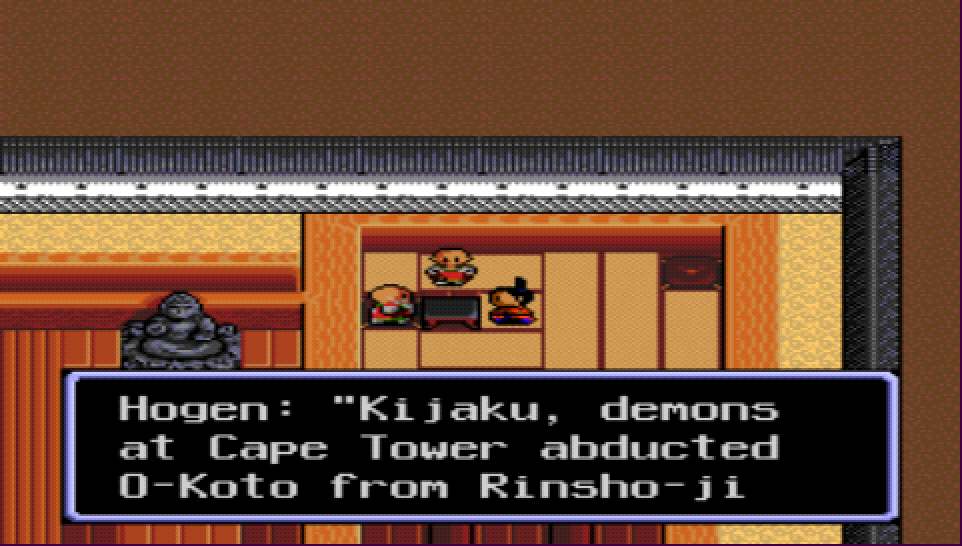 Hogen: "Kijaku, demons
at Cape Tower abducted
O-Koto from Rinsho-ji